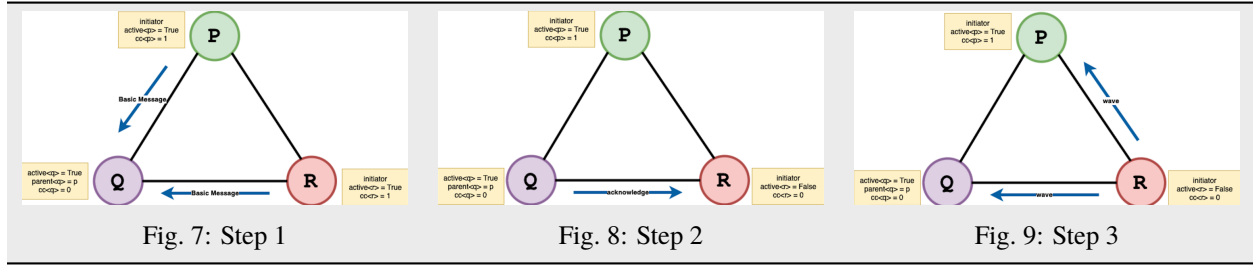 initiator
active<p> = True
cc<p> = 1
P
Basic Message
active<q> = True
parent<q> = p
cc<q> = 0
Q
Basic Message
R
initiator
active<r> = True
cc<r> = 1
Fig. 7: Step 1
initiator
active<p> = True
cc<p> = 1
P
active<q> = True
parent<q> = p
cc<q> = 0
Q
acknowledge
R
initiator
active<r> = False
cc<r> = 0
Fig. 8: Step 2
initiator
active<p> = True
cc<p> = 1
P
wave
active<q> = True
parent<q> = p
cc<q> = 0
Q
wave
R
initiator
active<r> = False
cc<r> = 0
Fig. 9: Step 3